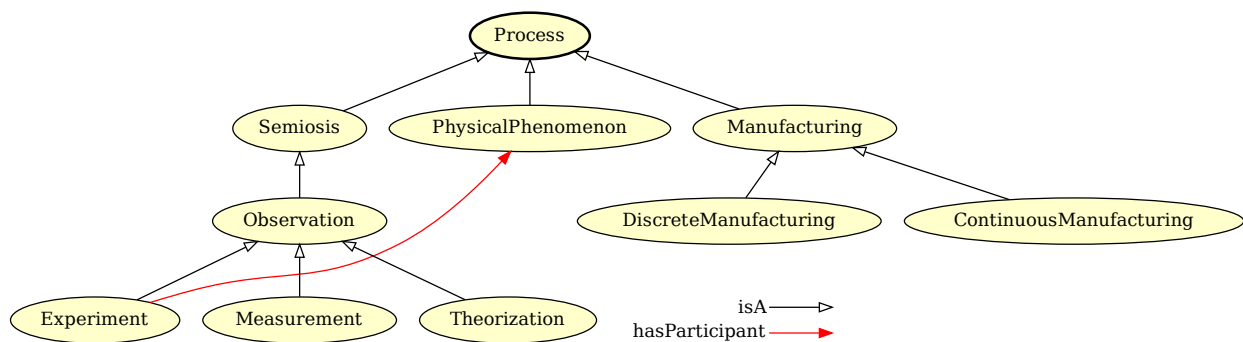 Process
Semiosis
PhysicalPhenomenon
Manufacturing
Observation
DiscreteManufacturing
ContinuousManufacturing
Experiment
Measurement
Theorization
isA
hasParticipant